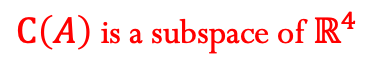 C(A) is a subspace of ℝ⁴